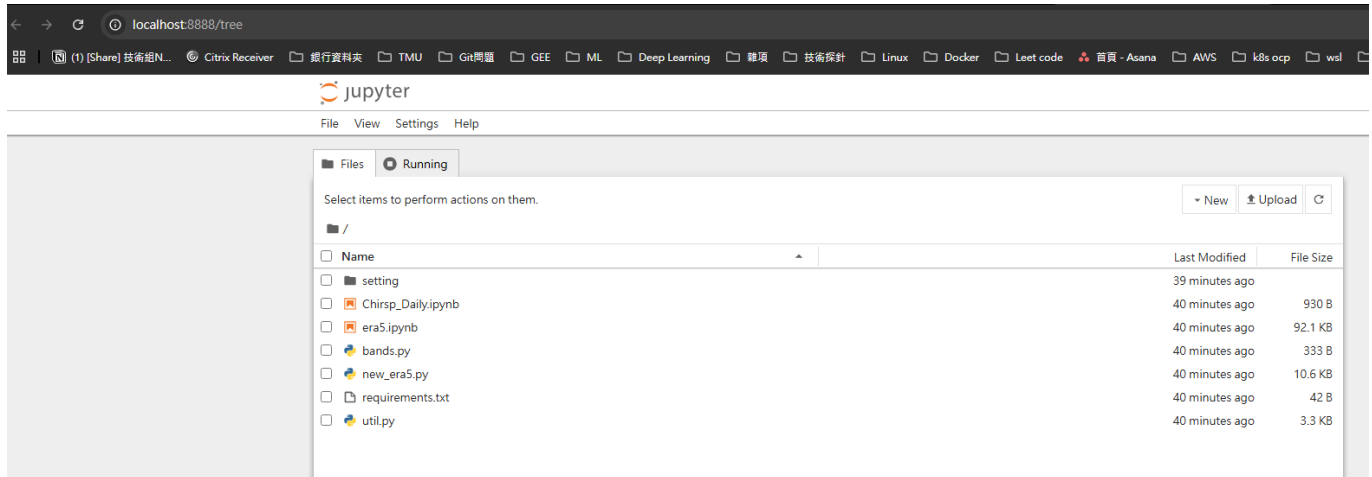 localhost:8888/tree
(1) [Share] 技術組N... Citrix Receiver 銀行資料夾 TMU Git問題 GEE ML Deep Learning 雜項 技術探針 Linux Docker Leet code 首頁 - Asana AWS k8s ocp wsl
jupyter
File View Settings Help
Files Running
Select items to perform actions on them. New Upload
/
Name Last Modified File Size
setting 39 minutes ago
Chirsp_Daily.ipynb 40 minutes ago 930 B
era5.ipynb 40 minutes ago 92.1 KB
bands.py 40 minutes ago 333 B
new_era5.py 40 minutes ago 10.6 KB
requirements.txt 40 minutes ago 42 B
util.py 40 minutes ago 3.3 KB